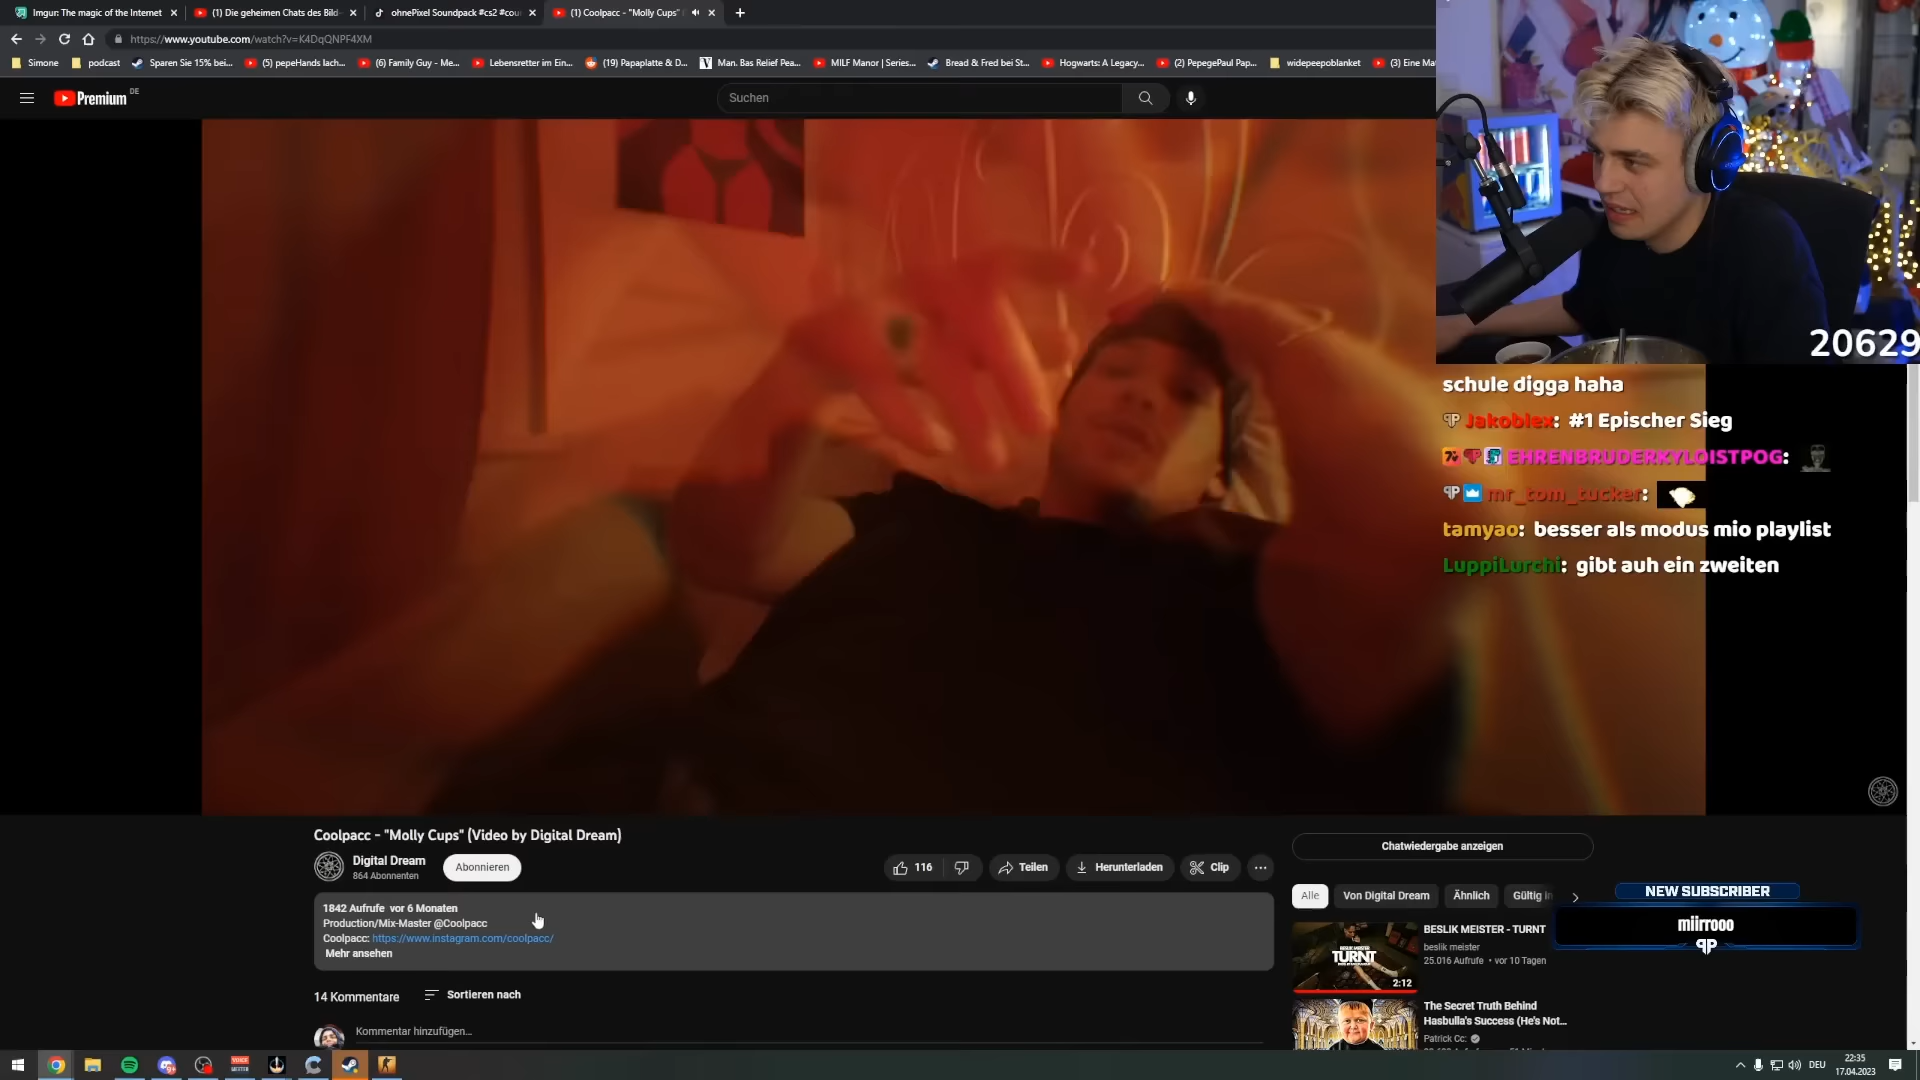 Imgur: The magic of the Internet
(1) Die geheimen Chats des Bild-
ohnePixel Soundpack #cs2 #cou
(1) Coolpacc - "Molly Cups"
https://www.youtube.com/watch?v=K4DqQNPF4XM
Simone
podcast
Sparen Sie 15% bei...
(5) pepeHands lach...
(6) Family Guy - Me...
Lebensretter im Ein...
(19) Papaplatte & D...
Man. Bas Relief Pea...
MILF Manor | Series...
Bread & Fred bei St...
Hogwarts: A Legacy...
(2) PepegePaul Pap...
widepeepoblanket
(3) Eine Ma
Premium DE
Suchen
20629
schule digga haha
Jakoblex: #1 Epischer Sieg
EHRENBRUDERKYLOISTPOG:
mr_tom_tucker:
tamyao: besser als modus mio playlist
LuppiLurchi: gibt auh ein zweiten
Coolpacc - "Molly Cups" (Video by Digital Dream)
Digital Dream
864 Abonnenten
Abonnieren
116
Teilen
Herunterladen
Clip
1842 Aufrufe vor 6 Monaten
Production/Mix-Master @Coolpacc
Coolpacc: https://www.instagram.com/coolpacc/
Mehr ansehen
14 Kommentare
Sortieren nach
Kommentar hinzufügen...
Chatwiedergabe anzeigen
Alle
Von Digital Dream
Ähnlich
Gültig in
NEW SUBSCRIBER
miirrooo
BESLIK MEISTER
TURNT
2:12
BESLIK MEISTER - TURNT
beslik meister
25.016 Aufrufe • vor 10 Tagen
The Secret Truth Behind
Hasbulla's Success (He's Not...
Patrick Cc:
DEU
22:35
17.04.2023